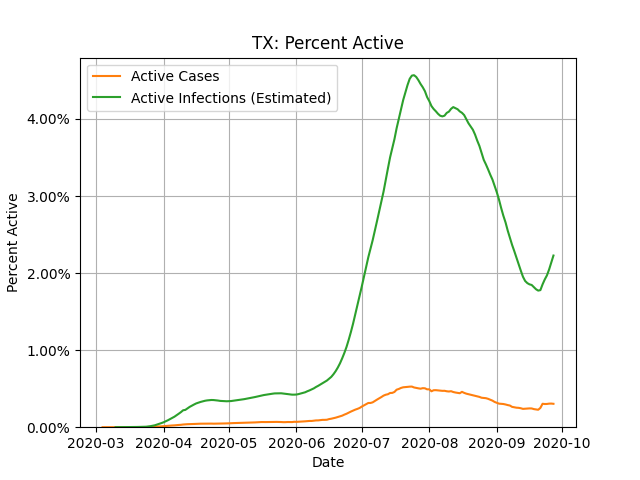 TX: Percent Active
Active Cases
Active Infections (Estimated)
Percent Active
4.00%
3.00%
2.00%
1.00%
0.00%
2020-03 2020-04 2020-05 2020-06 2020-07 2020-08 2020-09 2020-10
Date